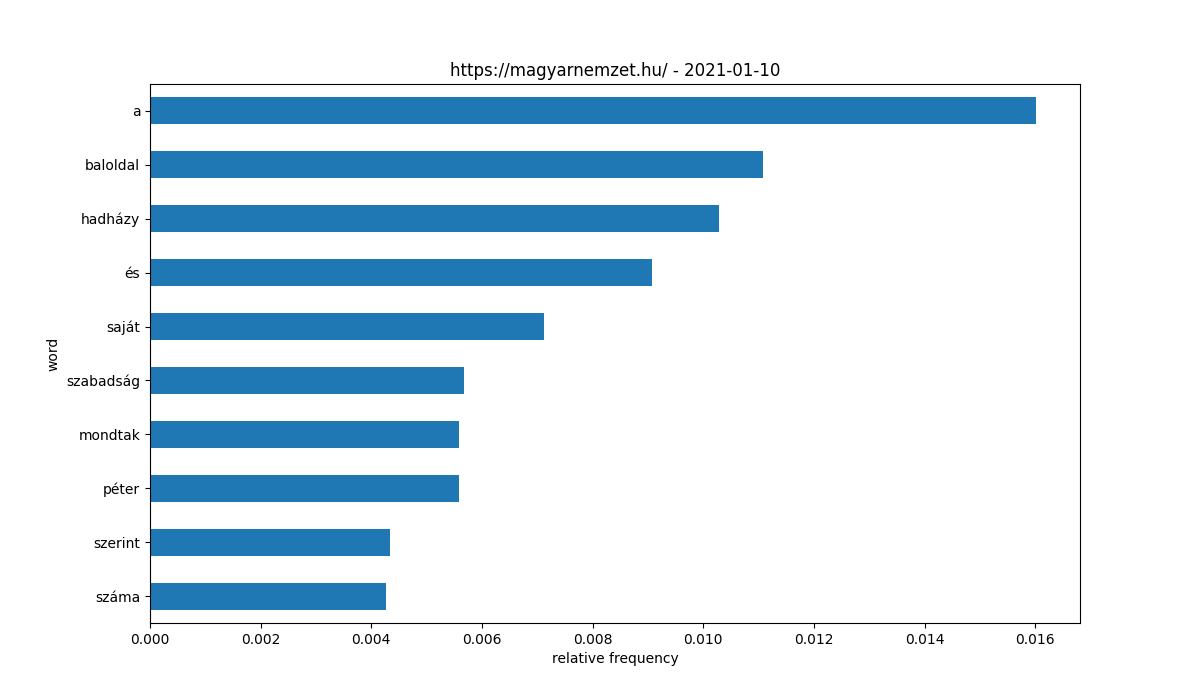 https://magyarnemzet.hu/ - 2021-01-10
a
baloldal
hadházy
és
saját
szabadság
mondtak
péter
szerint
száma
word
0.000 0.002 0.004 0.006 0.008 0.010 0.012 0.014 0.016
relative frequency